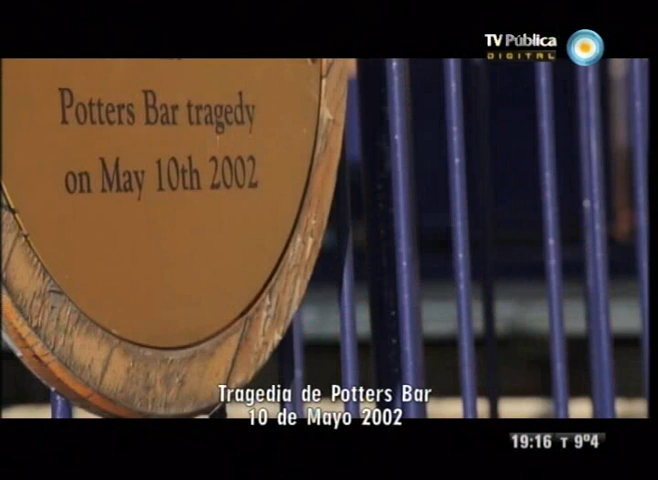 TV Pública
DIGITAL
Potters Bar tragedy
on May 10th 2002
Tragedia de Potters Bar
10 de Mayo 2002
19:16 T 9º4